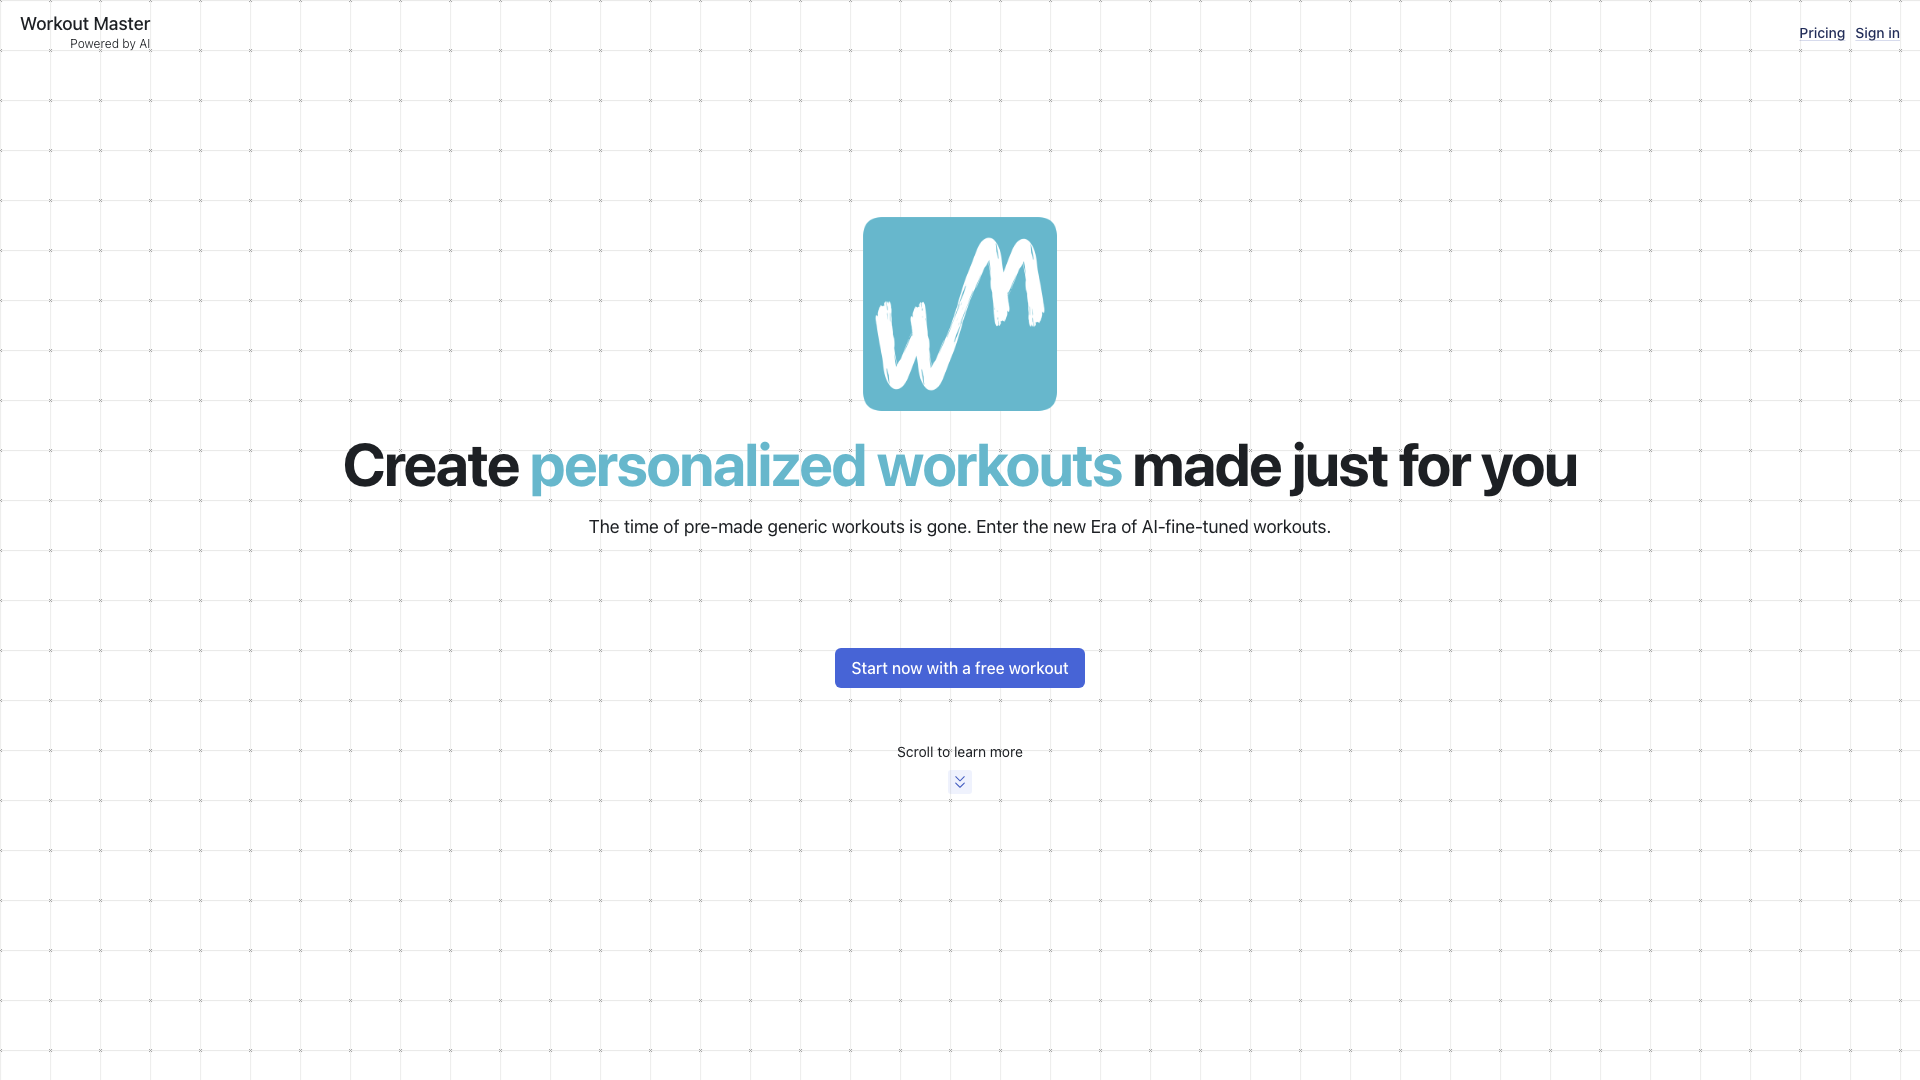 Workout Master
Powered by AI
Pricing Sign in
WM
Create personalized workouts made just for you
The time of pre-made generic workouts is gone. Enter the new Era of AI-fine-tuned workouts.
Start now with a free workout
Scroll to learn more